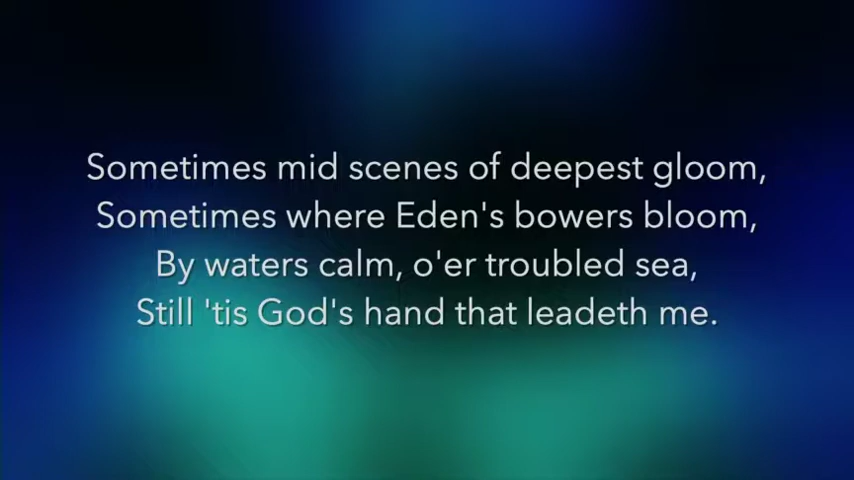 Sometimes mid scenes of deepest gloom,
Sometimes where Eden's bowers bloom,
By waters calm, o'er troubled sea,
Still 'tis God's hand that leadeth me.